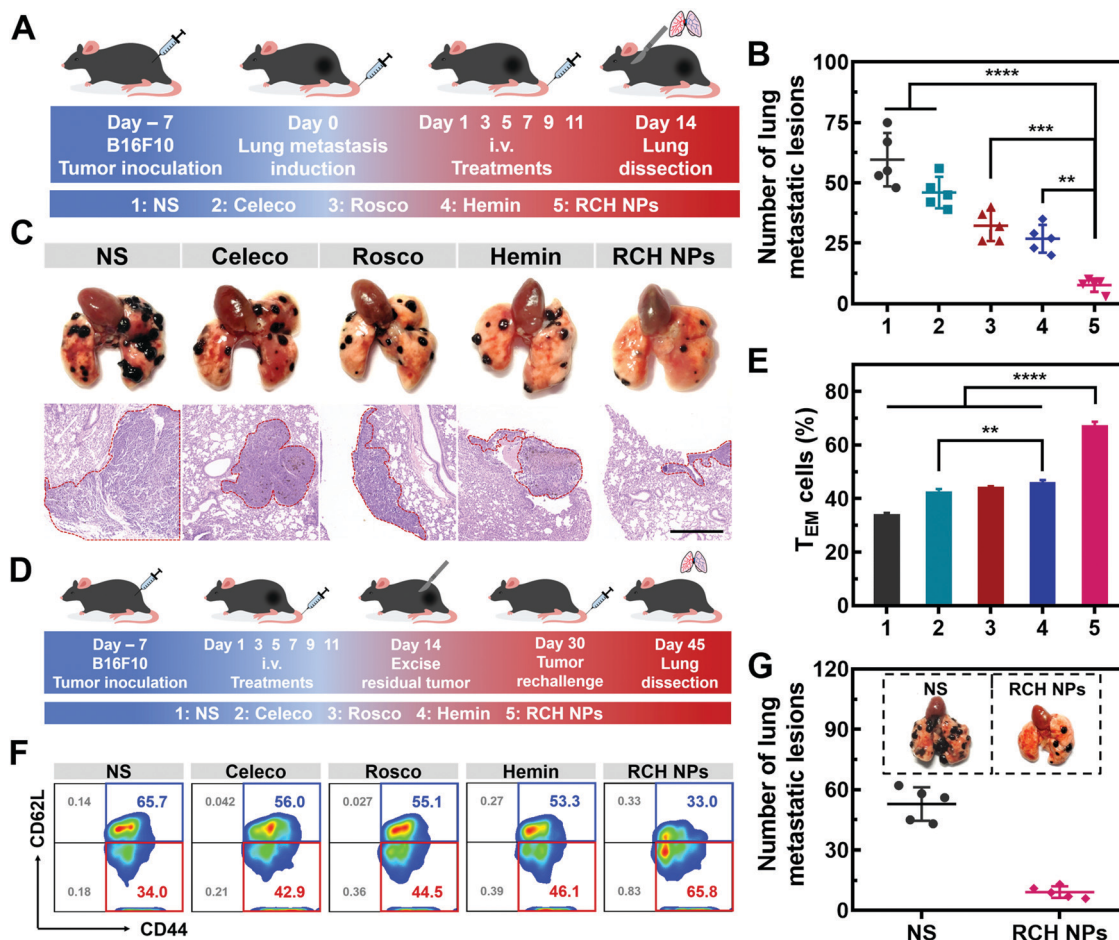 A
Day – 7
B16F10
Tumor inoculation
Day 0
Lung metastasis
induction
Day 1 3 5 7 9 11
i.v.
Treatments
Day 14
Lung
dissection
1: NS 2: Celeco 3: Rosco 4: Hemin 5: RCH NPs
B
Number of lung
metastatic lesions
75
50
25
0
****
***
**
1 2 3 4 5
C
NS Celeco Rosco Hemin RCH NPs
E
T_EM cells (%)
80
60
40
20
0
****
**
1 2 3 4 5
D
Day – 7
B16F10
Tumor inoculation
Day 1 3 5 7 9 11
i.v.
Treatments
Day 14
Excise
residual tumor
Day 30
Tumor
rechallenge
Day 45
Lung
dissection
1: NS 2: Celeco 3: Rosco 4: Hemin 5: RCH NPs
F
NS Celeco Rosco Hemin RCH NPs
CD62L
0.14 65.7 0.042 56.0 0.027 55.1 0.27 53.3 0.33 33.0
0.18 34.0 0.21 42.9 0.36 44.5 0.39 46.1 0.83 65.8
CD44
G
Number of lung
metastatic lesions
120
90
60
30
0
NS RCH NPs
NS RCH NPs